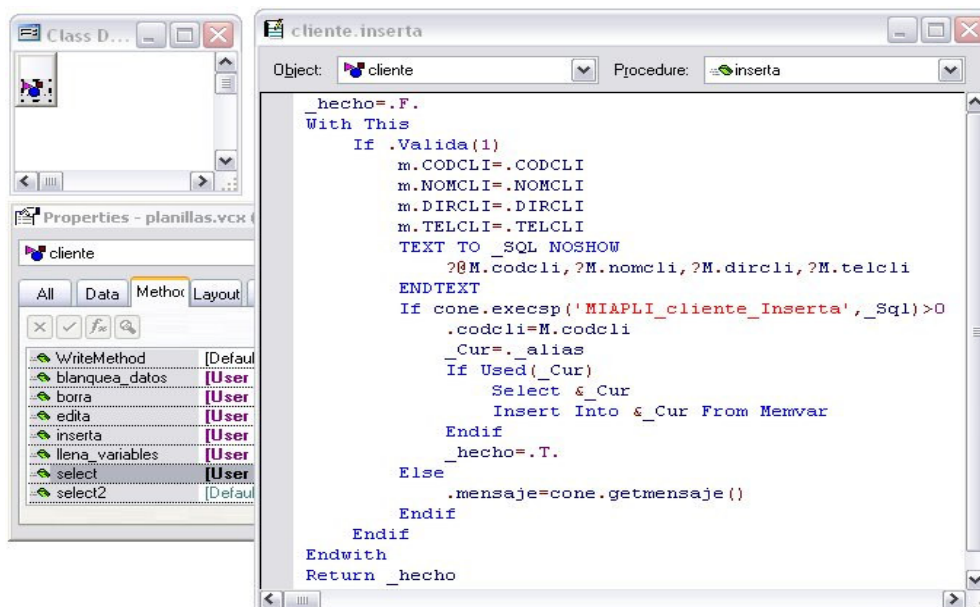 Class D...
Properties - planillas.vcx (
cliente
All Data Method Layout
WriteMethod [Defaul
blanquea_datos [User
borra [User
edita [User
inserta [User
llena_variables [User
select [User
select2 [Defaul
cliente.inserta
Object: cliente Procedure: inserta
_hecho=.F.
With This
If .Valida(1)
m.CODCLI=.CODCLI
m.NOMCLI=.NOMCLI
m.DIRCLI=.DIRCLI
m.TELCLI=.TELCLI
TEXT TO _SQL NOSHOW
?@M.codcli,?M.nomcli,?M.dircli,?M.telcli
ENDTEXT
If cone.execsp('MIAPLI_cliente_Inserta',_Sql)>0
.codcli=M.codcli
_Cur=._alias
If Used(_Cur)
Select &_Cur
Insert Into &_Cur From Memvar
Endif
_hecho=.T.
Else
.mensaje=cone.getmensaje()
Endif
Endif
Endwith
Return _hecho